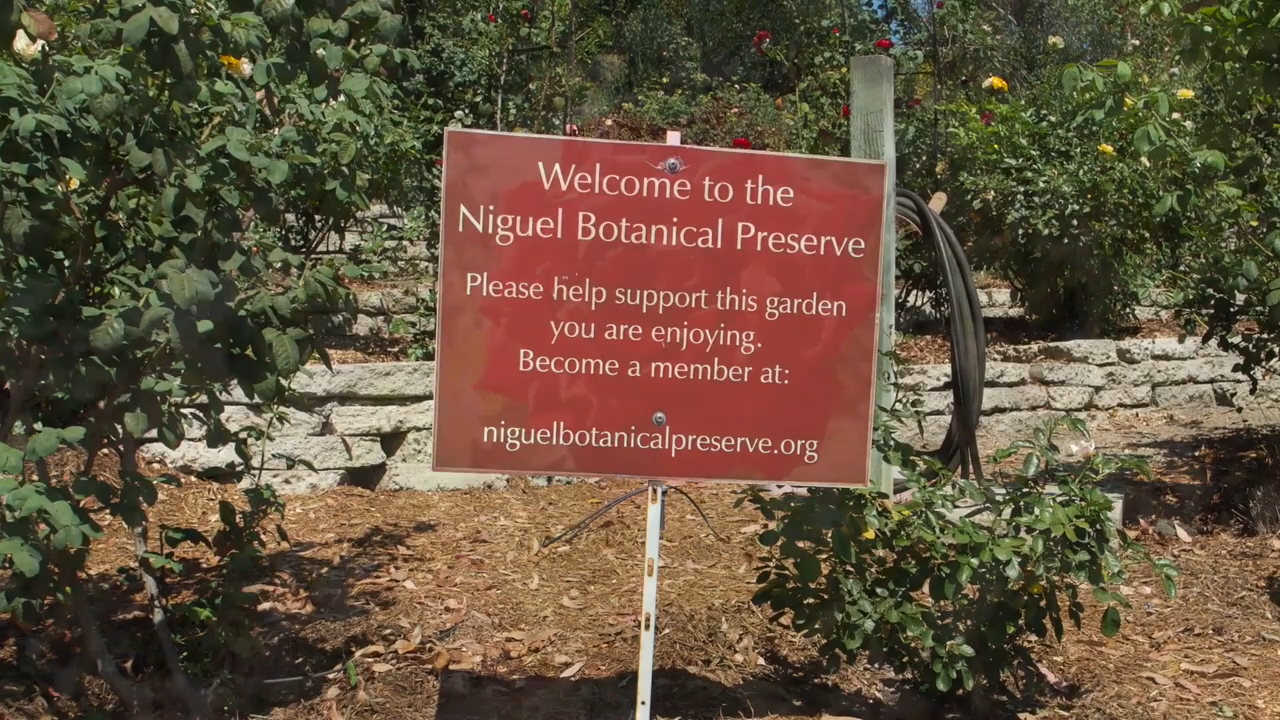 Welcome to the
Niguel Botanical Preserve
Please help support this garden
you are enjoying.
Become a member at:
niguelbotanicalpreserve.org